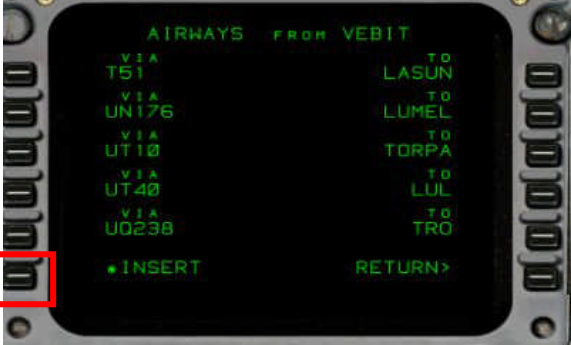 AIRWAYS FROM VEBIT
VIA TO
T51 LASUN
VIA TO
UN176 LUMEL
VIA TO
UT10 TORPA
VIA TO
UT40 LUL
VIA TO
UQ238 TRO
*INSERT RETURN>